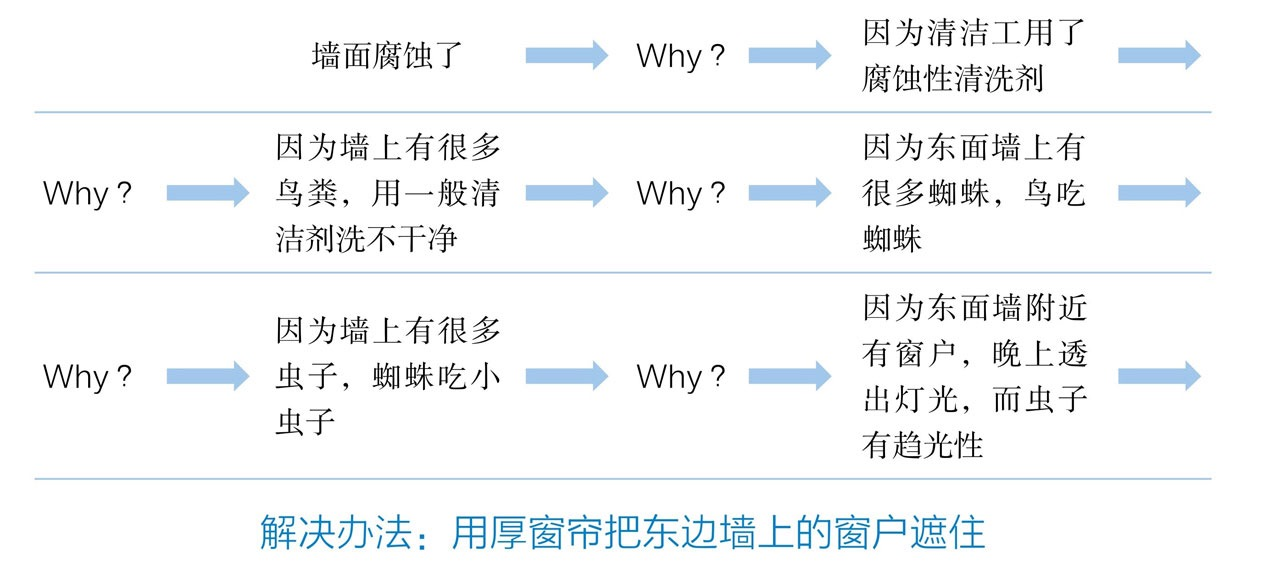 墙面腐蚀了 Why？ 因为清洁工用了
腐蚀性清洗剂
Why？ 因为墙上有很多
鸟粪，用一般清
洁剂洗不干净
Why？ 因为东面墙上有
很多蜘蛛，鸟吃
蜘蛛
Why？ 因为墙上有很多
虫子，蜘蛛吃小
虫子
Why？ 因为东面墙附近
有窗户，晚上透
出灯光，而虫子
有趋光性
解决办法：用厚窗帘把东边墙上的窗户遮住